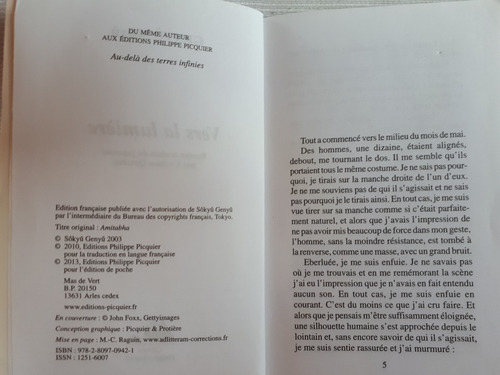 DU MÊME AUTEUR
AUX ÉDITIONS PHILIPPE PICQUIER
Au-delà des terres infinies
Vers la lumière
Edition française publiée avec l'autorisation de Sôkyû Genyû
par l'intermédiaire du Bureau des copyrights français, Tokyo.
Titre original : Amitabha
© Sôkyû Genyû 2003
© 2010, Editions Philippe Picquier
pour la traduction en langue française
© 2013, Editions Philippe Picquier
pour l'édition de poche
Mas de Vert
B.P. 20150
13631 Arles cedex
www.editions-picquier.fr
En couverture : © John Foxx, Gettyimages
Conception graphique : Picquier & Protière
Mise en page : M.-C. Raguin, www.adlitteram-corrections.fr
ISBN : 978-2-8097-0942-1
ISSN : 1251-6007
Tout a commencé vers le milieu du mois de mai.
Des hommes, une dizaine, étaient alignés,
debout, me tournant le dos. Il me semble qu'ils
portaient tous le même costume. Je ne sais pas pour-
quoi, je tirais sur la manche droite de l'un d'eux.
Je ne me souviens pas de qui il s'agissait et ne sais
pas pourquoi je le tirais ainsi. En tout cas, je me suis
vue tirer sur sa manche comme si c'était parfaite-
ment naturel, et alors que j'avais l'impression de
ne pas avoir mis beaucoup de force dans mon geste,
l'homme, sans la moindre résistance, est tombé à
la renverse, comme une masse, avec un grand bruit.
Eberluée, je me suis enfuie. Je ne savais pas
où je me trouvais et en me remémorant la scène
j'ai eu l'impression que je n'avais en fait entendu
aucun son. En tout cas, je me suis enfuie en
courant. C'est du moins ce que j'ai cru faire. Et
alors que je pensais m'être suffisamment éloignée,
une silhouette humaine s'est approchée depuis le
lointain et, sans encore savoir de qui il s'agissait,
je me suis sentie rassurée et j'ai murmuré :
5